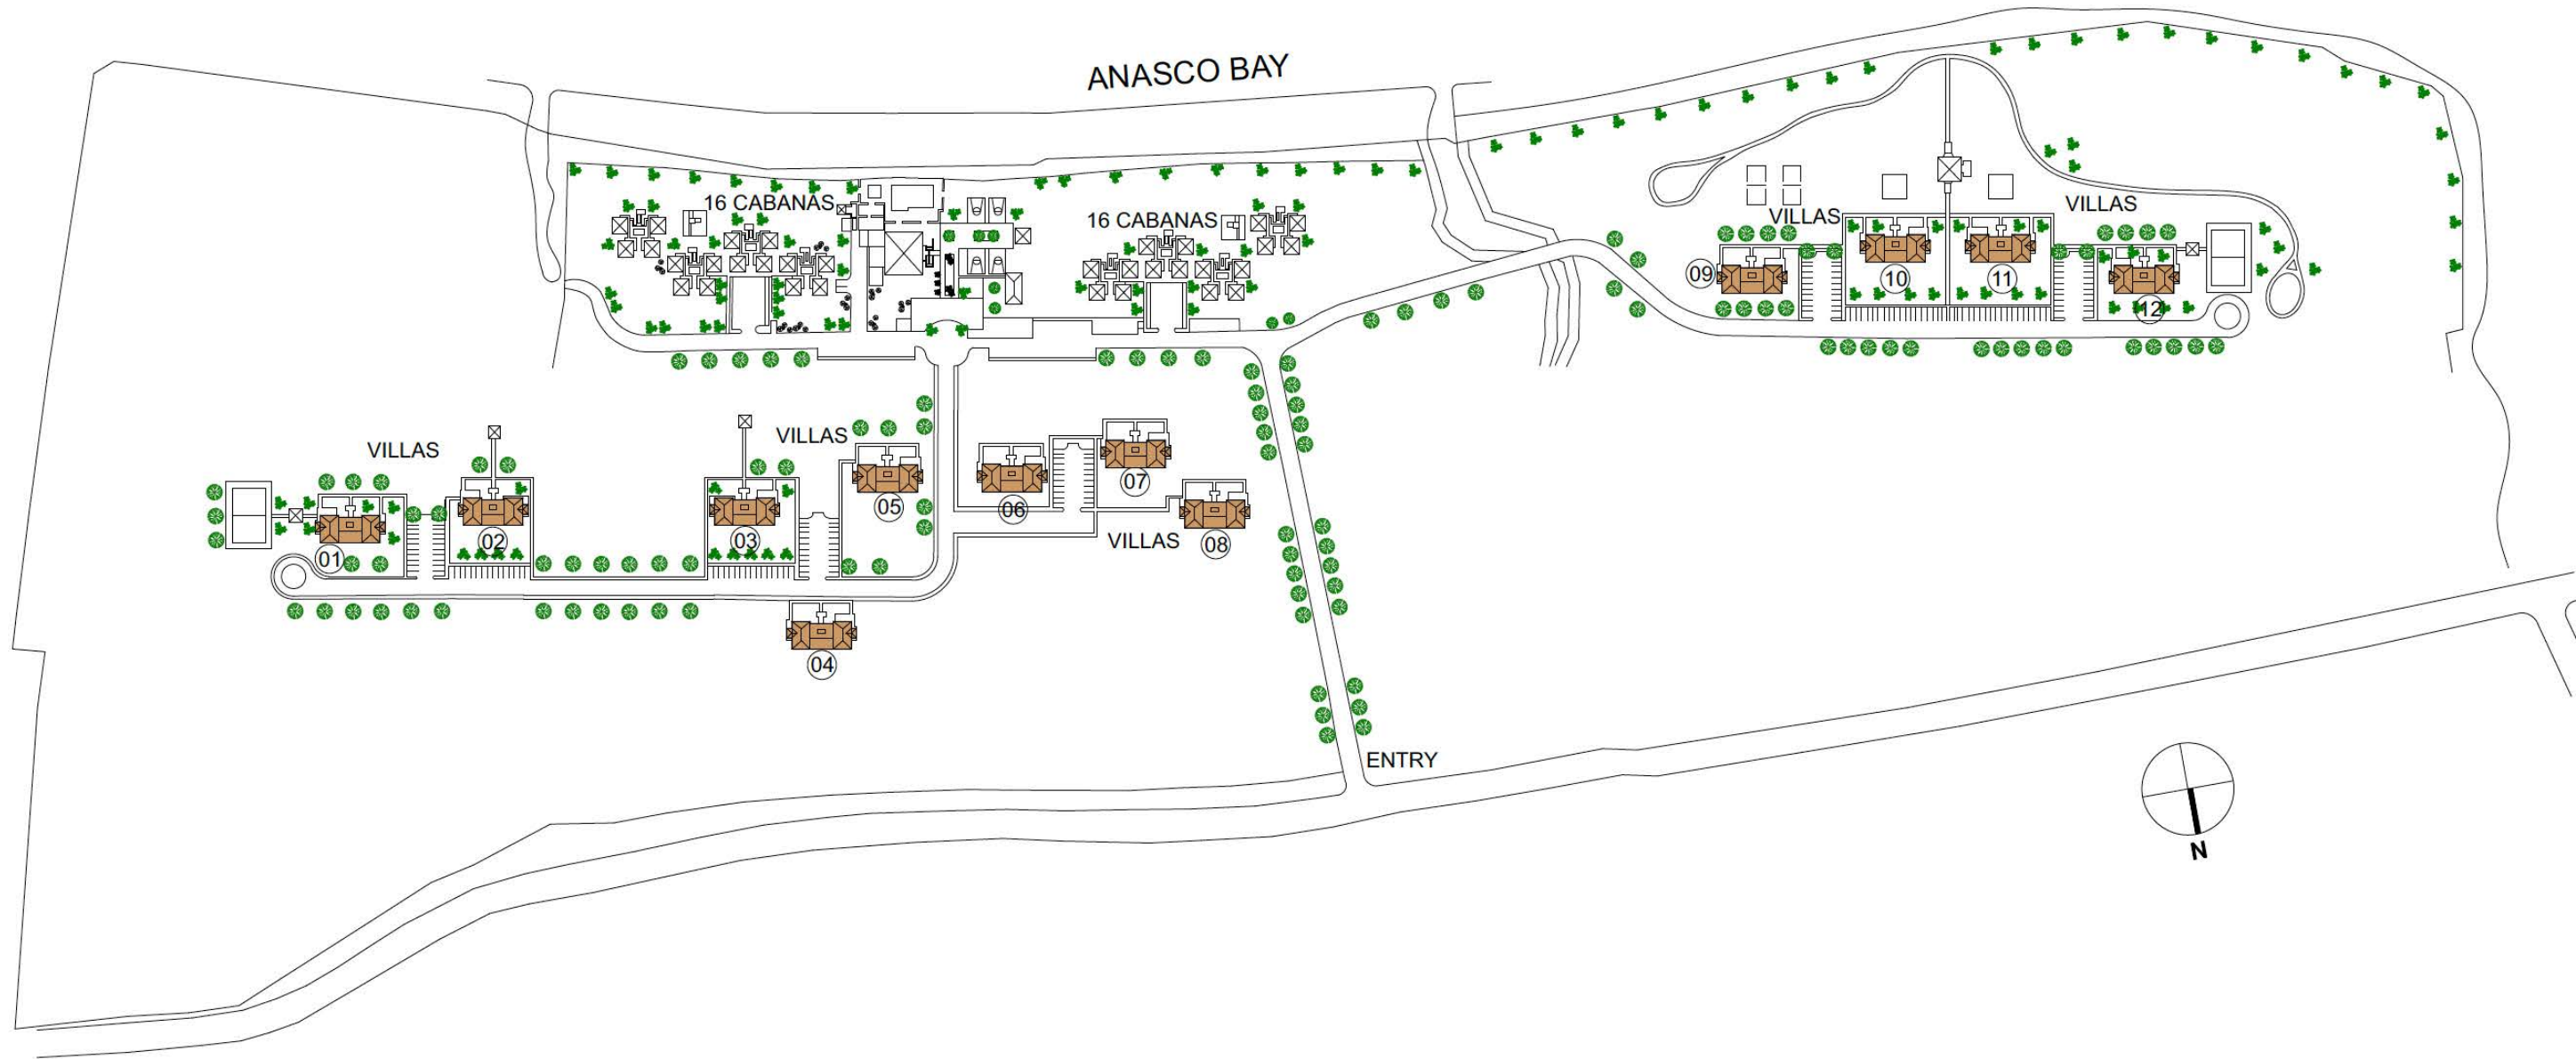 ANASCO BAY
16 CABANAS
16 CABANAS
VILLAS
VILLAS
09
10
11
12
VILLAS
VILLAS
01
02
03
05
06
07
VILLAS
08
04
ENTRY
N